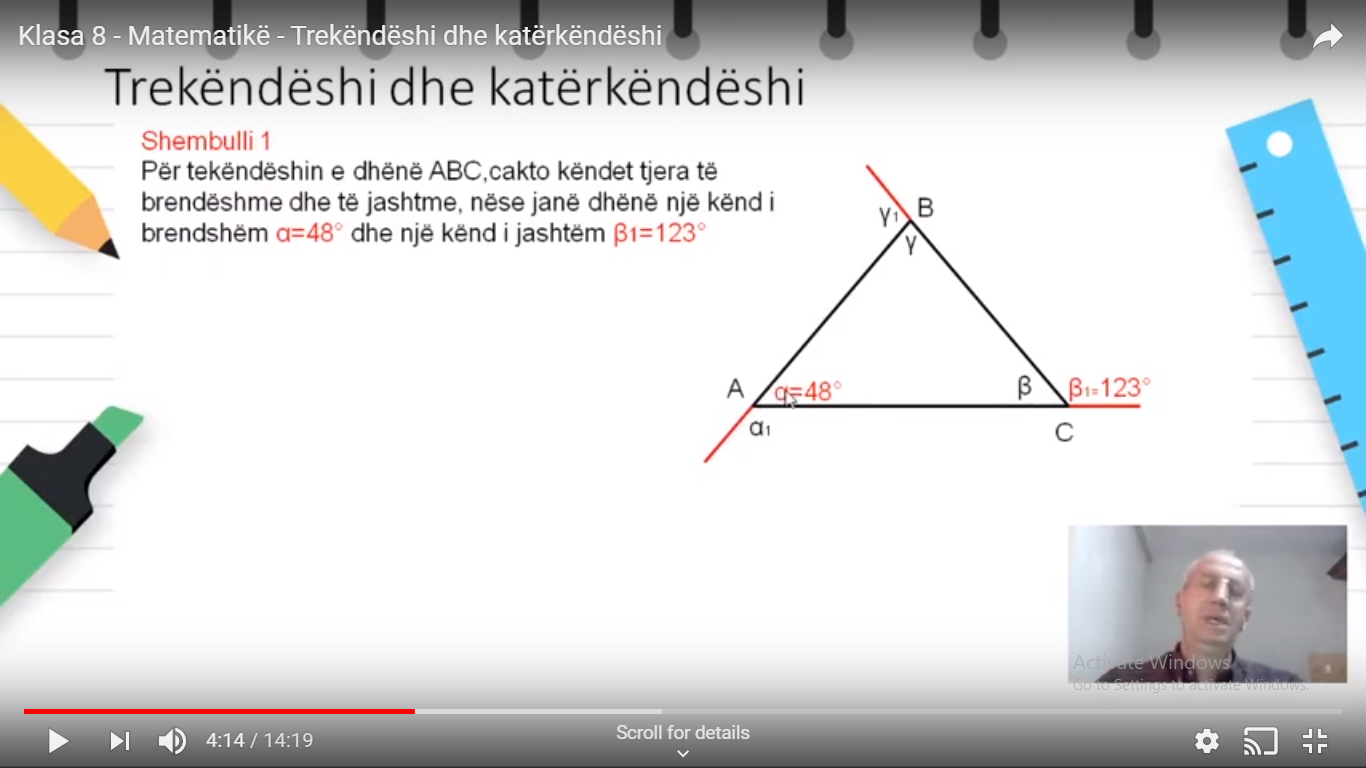 Klasa 8 - Matematikë - Trekëndëshi dhe katërkëndëshi
Trekëndëshi dhe katërkëndëshi
Shembulli 1
Për tekëndëshin e dhënë ABC,cakto këndet tjera të
brendëshme dhe të jashtme, nëse janë dhënë një kënd i
brendshëm α=48° dhe një kënd i jashtëm β₁=123°
γ₁ B
γ
A α=48° β β₁=123°
α₁ C
Activate Windows
Go to Settings to activate Windows.
Scroll for details
4:14 / 14:19